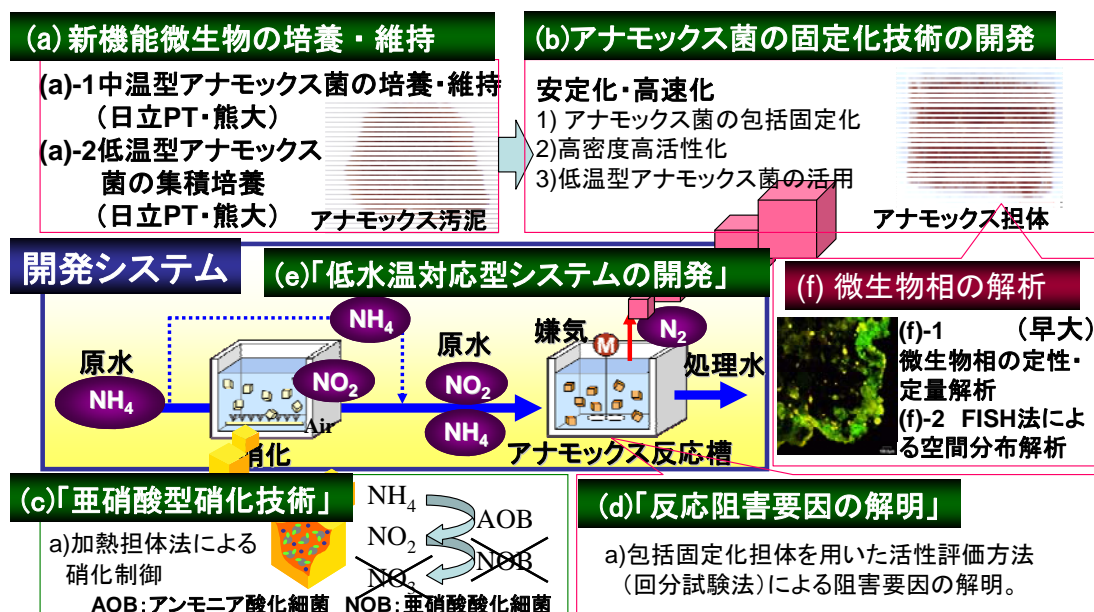 (a) 新機能微生物の培養・維持
(a)-1中温型アナモックス菌の培養・維持
（日立PT・熊大）
(a)-2低温型アナモックス
菌の集積培養
（日立PT・熊大）
アナモックス汚泥
(b)アナモックス菌の固定化技術の開発
安定化・高速化
1) アナモックス菌の包括固定化
2)高密度高活性化
3)低温型アナモックス菌の活用
アナモックス担体
開発システム
(e)「低水温対応型システムの開発」
原水
NH4
NH4
NO2
Air
硝化
原水
NO2
NH4
嫌気
M
N2
処理水
アナモックス反応槽
(f) 微生物相の解析
(f)-1 （早大）
微生物相の定性・
定量解析
(f)-2 FISH法によ
る空間分布解析
(c)「亜硝酸型硝化技術」
a)加熱担体法による
硝化制御
NH4
AOB
NO2
NOB
NO3
AOB：アンモニア酸化細菌 NOB：亜硝酸酸化細菌
(d)「反応阻害要因の解明」
a)包括固定化担体を用いた活性評価方法
（回分試験法）による阻害要因の解明。